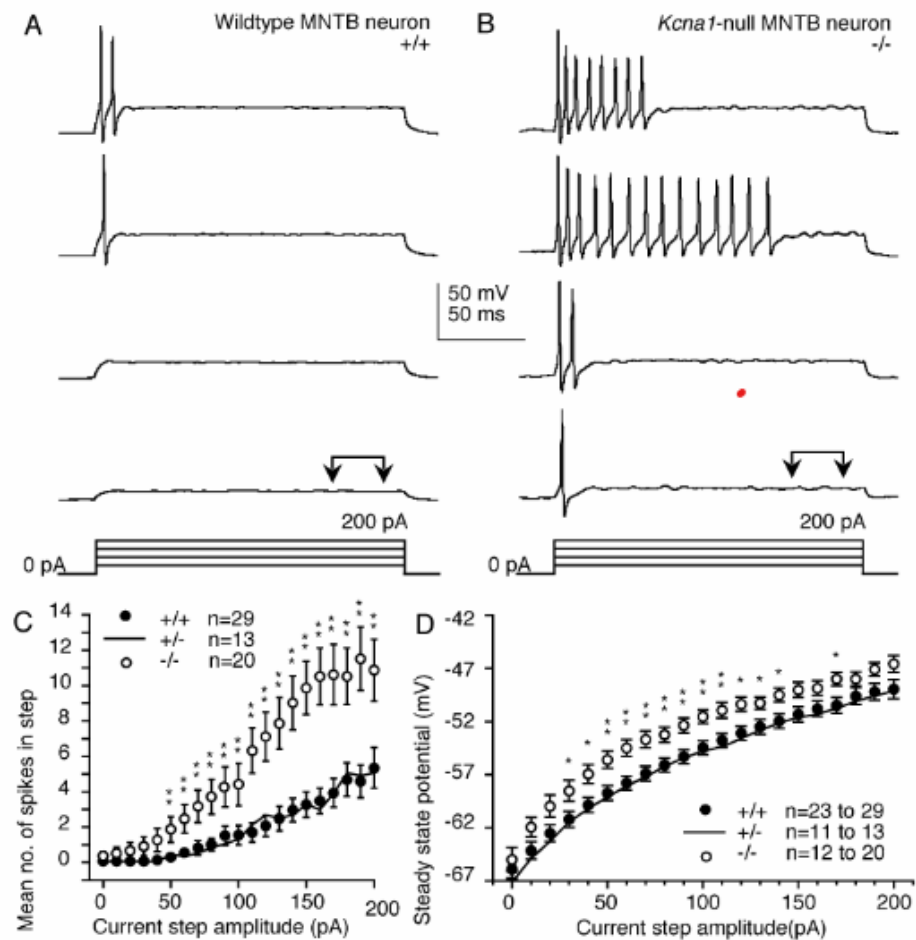 A
Wildtype MNTB neuron
+/+
B
Kcna1-null MNTB neuron
-/-
50 mV
50 ms
200 pA
0 pA
200 pA
0 pA
C
14
12
10
8
6
4
2
0
Mean no. of spikes in step
+/+ n=29
+/- n=13
-/- n=20
** ** ** ** ** ** ** ** ** ** ** ** ** ** ** **
0 50 100 150 200
Current step amplitude (pA)
D
-42
-47
-52
-57
-62
-67
Steady state potential (mV)
* * ** ** ** ** ** ** ** * * * *
+/+ n=23 to 29
+/- n=11 to 13
-/- n=12 to 20
0 50 100 150 200
Current step amplitude(pA)